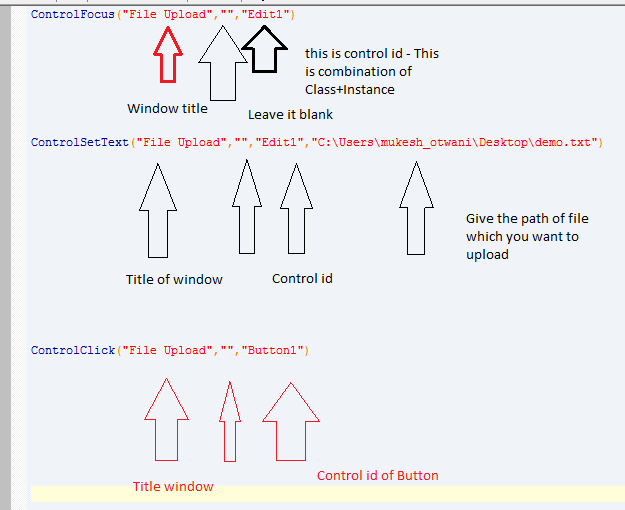 ControlFocus("File Upload","","Edit1")
this is control id - This
is combination of
Class+Instance
Window title
Leave it blank
ControlSetText("File Upload","","Edit1","C:\Users\mukesh_otwani\Desktop\demo.txt")
Give the path of file
which you want to
upload
Title of window
Control id
ControlClick("File Upload","","Button1")
Control id of Button
Title window